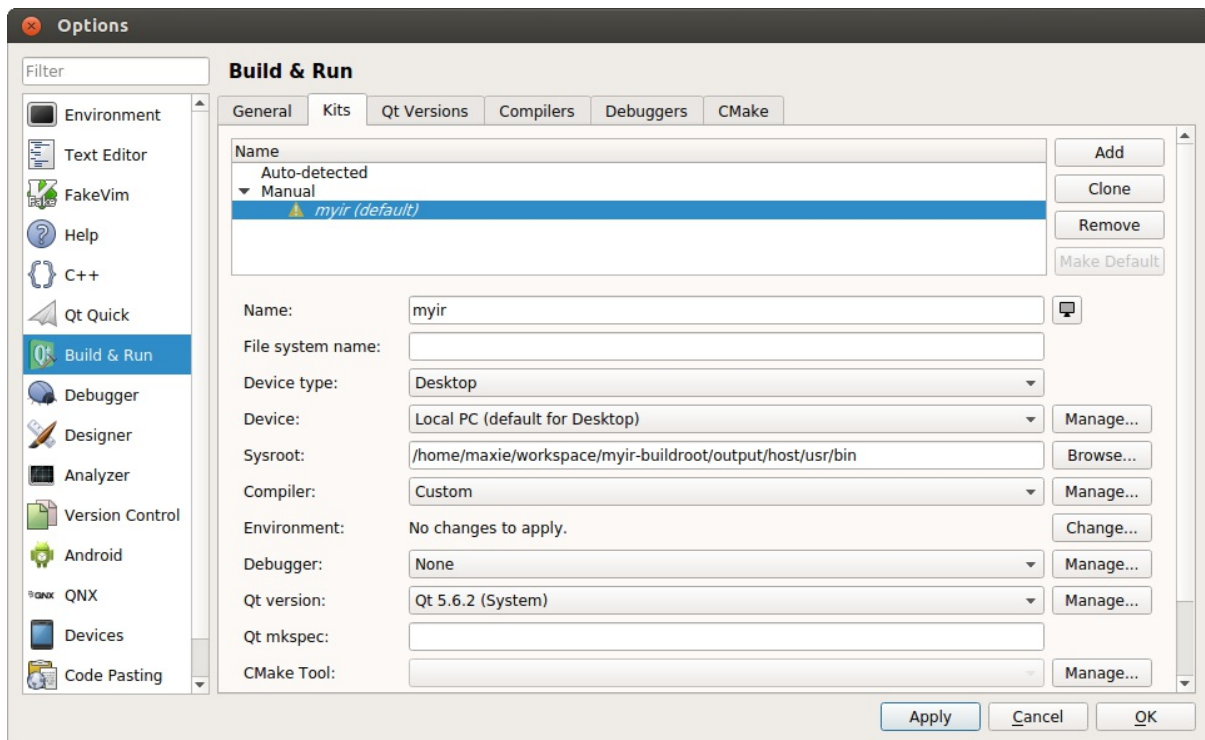 Options
Filter
Environment
Text Editor
FakeVim
Help
C++
Qt Quick
Build & Run
Debugger
Designer
Analyzer
Version Control
Android
QNX
Devices
Code Pasting
Build & Run
General Kits Qt Versions Compilers Debuggers CMake
Name
Auto-detected
Manual
myir (default)
Add
Clone
Remove
Make Default
Name: myir
File system name:
Device type: Desktop
Device: Local PC (default for Desktop) Manage...
Sysroot: /home/maxie/workspace/myir-buildroot/output/host/usr/bin Browse...
Compiler: Custom Manage...
Environment: No changes to apply. Change...
Debugger: None Manage...
Qt version: Qt 5.6.2 (System) Manage...
Qt mkspec:
CMake Tool: Manage...
Apply Cancel OK